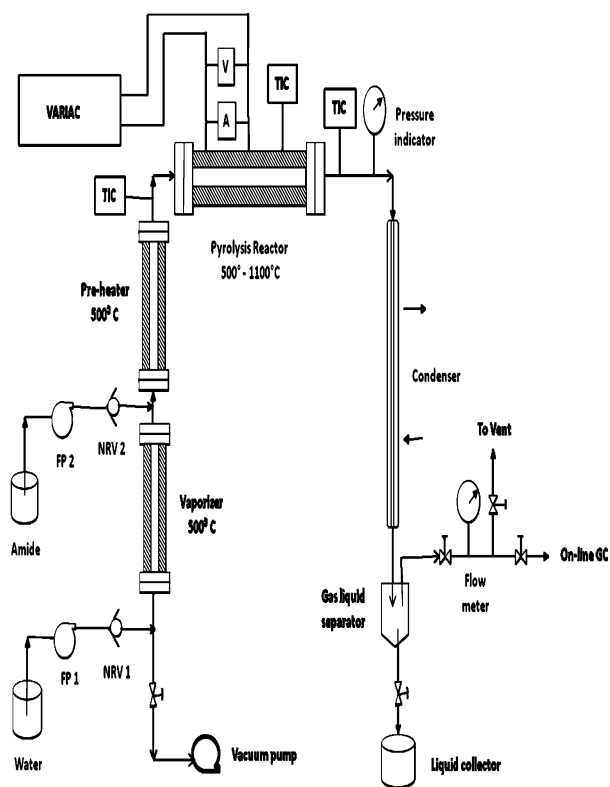 VARIAC
V
A
TIC
TIC
Pressure
indicator
TIC
Pyrolysis Reactor
500° - 1100°C
Pre-heater
500⁰ C
Condenser
NRV 2
FP 2
Amide
To Vent
Vaporizer
500⁰ C
On-line GC
Flow
meter
Gas liquid
separator
NRV 1
FP 1
Water
Vacuum pump
Liquid collector